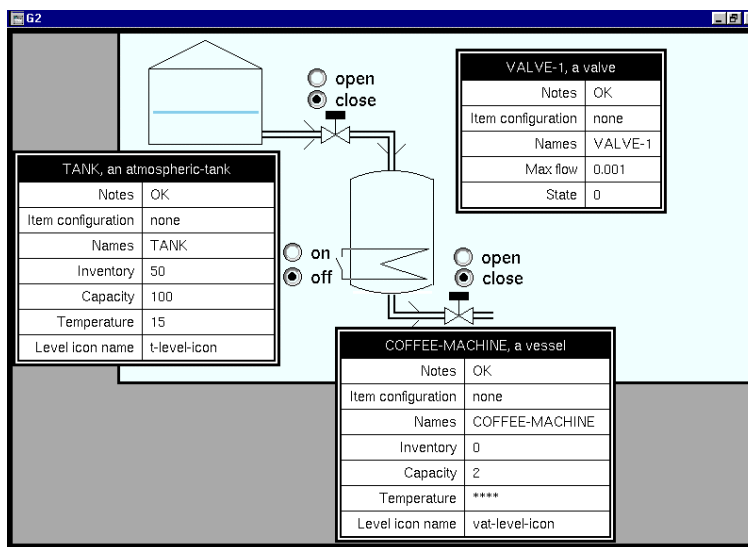 G2
open
close
VALVE-1, a valve
Notes OK
Item configuration none
Names VALVE-1
Max flow 0.001
State 0
TANK, an atmospheric-tank
Notes OK
Item configuration none
Names TANK
Inventory 50
Capacity 100
Temperature 15
Level icon name t-level-icon
on
off
open
close
COFFEE-MACHINE, a vessel
Notes OK
Item configuration none
Names COFFEE-MACHINE
Inventory 0
Capacity 2
Temperature ****
Level icon name vat-level-icon